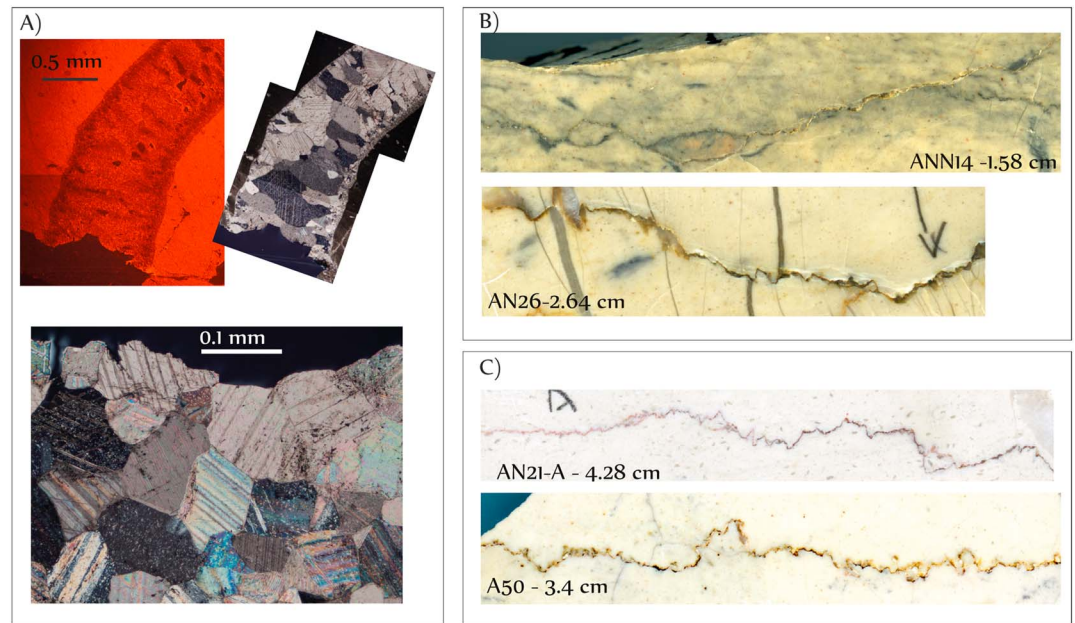 A)
0.5 mm
0.1 mm
B)
ANN14 -1.58 cm
AN26-2.64 cm
C)
AN21-A - 4.28 cm
A50 - 3.4 cm